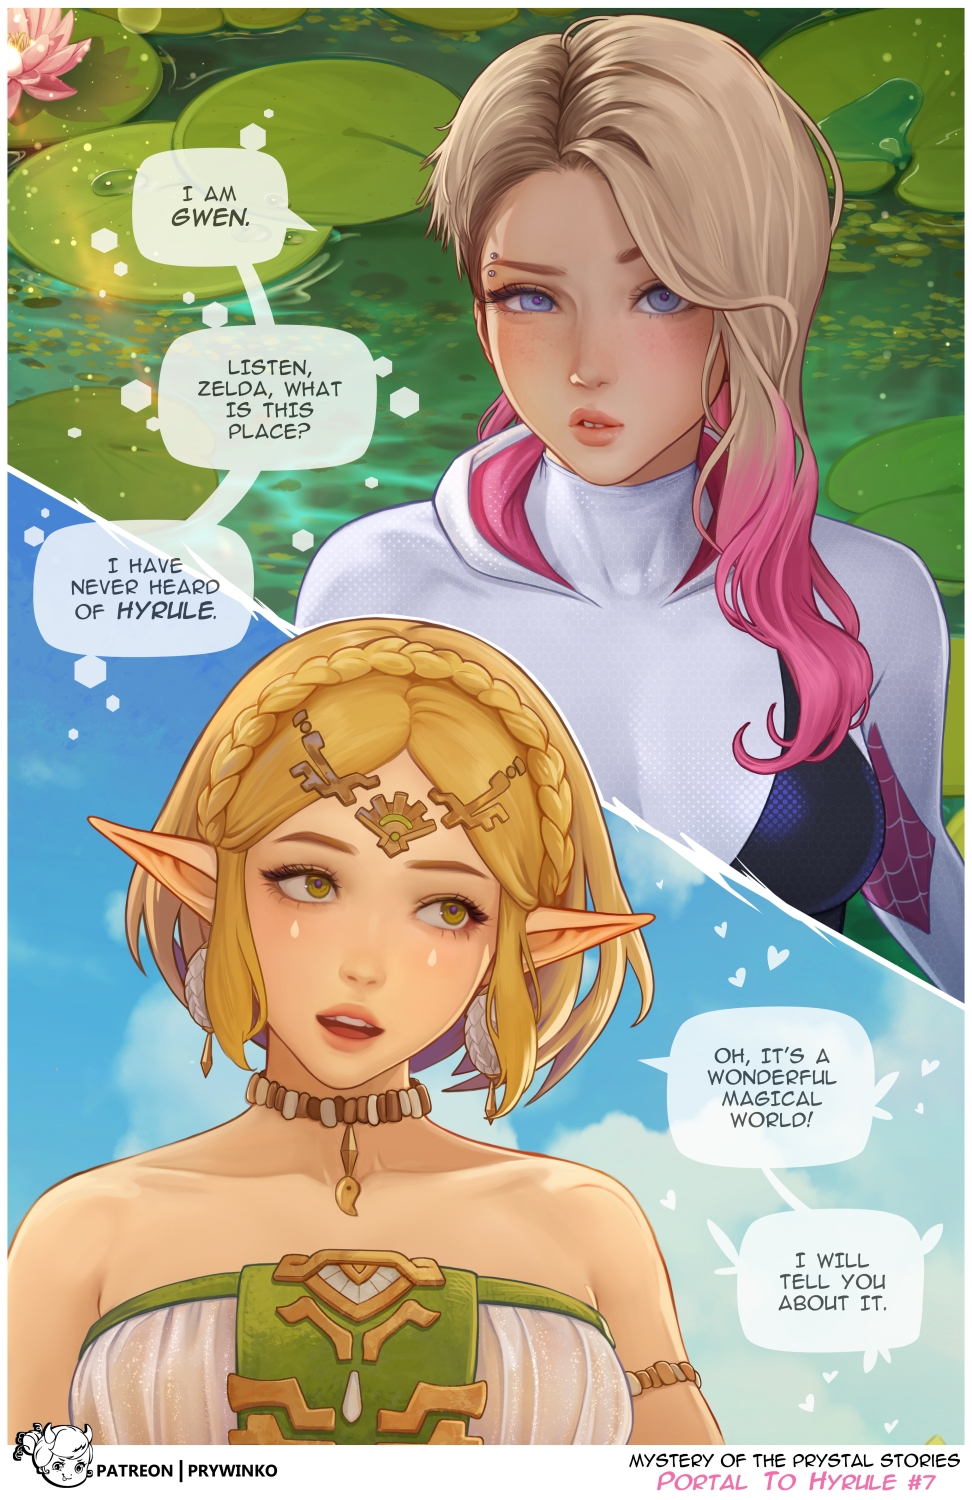 I AM
GWEN.
LISTEN,
ZELDA, WHAT
IS THIS
PLACE?
I HAVE
NEVER HEARD
OF HYRULE.
OH, IT'S A
WONDERFUL
MAGICAL
WORLD!
I WILL
TELL YOU
ABOUT IT.
PATREON | PRYWINKO
MYSTERY OF THE PRYSTAL STORIES
PORTAL TO HYRULE #7